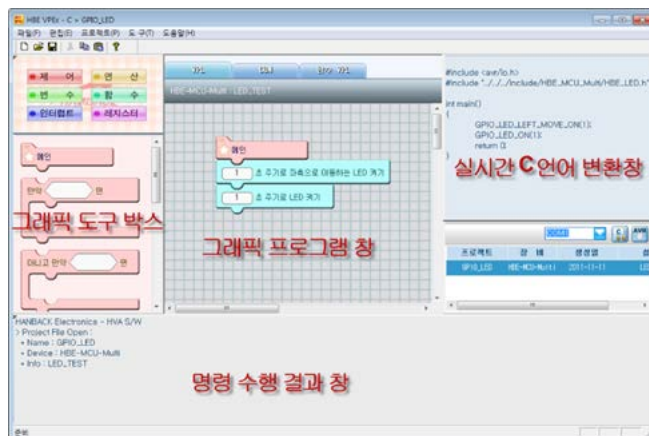 HBE VPEx - C > GPIO_LED
파일(F) 편집(E) 프로젝트(P) 도구(T) 도움말(H)
제 어
연 산
변 수
함 수
인터럽트
레지스터
메인
만약 면
아니고 만약 면
그래픽 도구 박스
HBE-MCU-Multi : LED_TEST
메인
1 초 주기로 좌측으로 이동하는 LED 켜기
1 초 주기로 LED 켜기
그래픽 프로그램 창
#include <avr/io.h>
#include "../../../include/HBE_MCU_Multi/HBE_LED.h"
int main()
{
GPIO_LED_LEFT_MOVE_ON(1);
GPIO_LED_ON(1);
return 0;
}
실시간 C언어 변환창
COM1
프로젝트 장 비 생성일
GPIO_LED HBE-MCU-Multi 2011-11-11
HANBACK Electronics - HVA S/W
> Project File Open :
• Name : GPIO_LED
• Device : HBE-MCU-Multi
• Info : LED_TEST
명령 수행 결과 창
준비